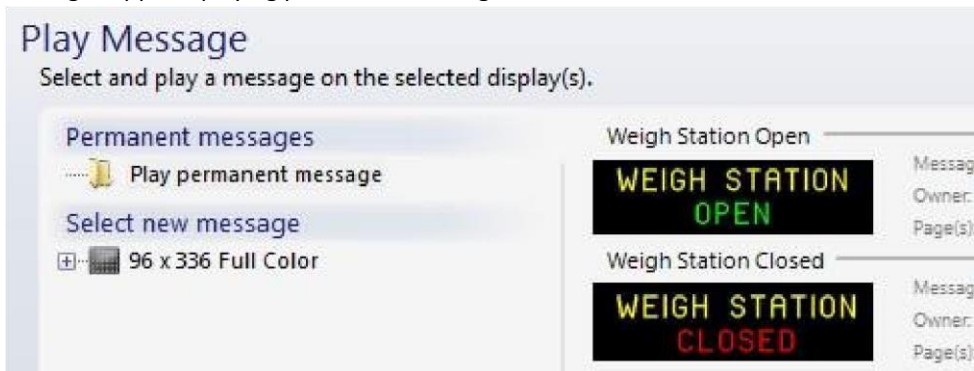 Play Message
Select and play a message on the selected display(s).
Permanent messages
Play permanent message
Select new message
96 x 336 Full Color
Weigh Station Open
WEIGH STATION
OPEN
Messag
Owner:
Page(s):
Weigh Station Closed
WEIGH STATION
CLOSED
Messag
Owner:
Page(s):